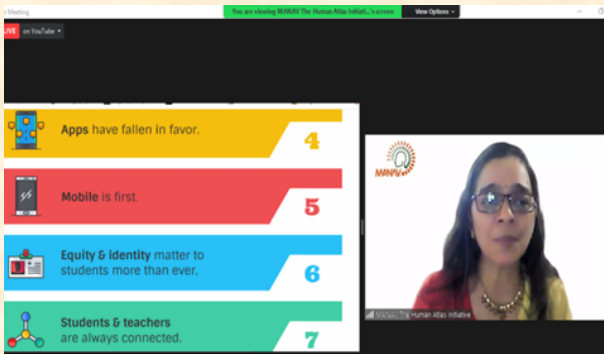 Meeting
You are viewing MANAV The Human Atlas Initiati...'s screen
View Options
LIVE on YouTube
Apps have fallen in favor.
4
Mobile is first.
5
Equity & identity matter to
students more than ever.
6
Students & teachers
are always connected.
7
MANAV
MANAV The Human Atlas Initiative